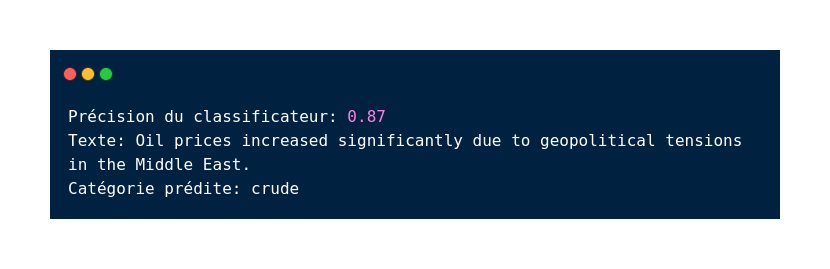 Précision du classificateur: 0.87
Texte: Oil prices increased significantly due to geopolitical tensions
in the Middle East.
Catégorie prédite: crude